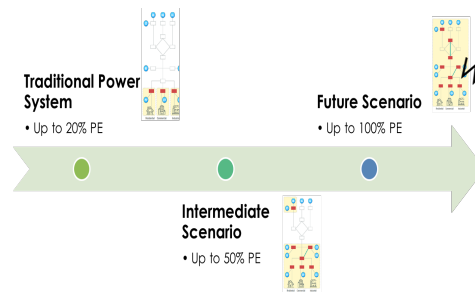 Traditional Power
System
• Up to 20% PE
Future Scenario
• Up to 100% PE
Intermediate
Scenario
• Up to 50% PE